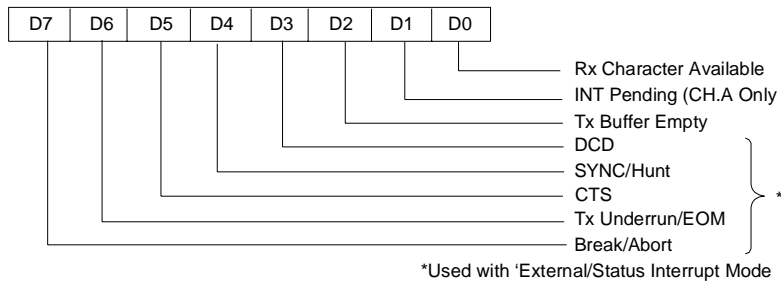 D7 D6 D5 D4 D3 D2 D1 D0
Rx Character Available
INT Pending (CH.A Only
Tx Buffer Empty
DCD
SYNC/Hunt
CTS
*
Tx Underrun/EOM
Break/Abort
*Used with ‘External/Status Interrupt Mode